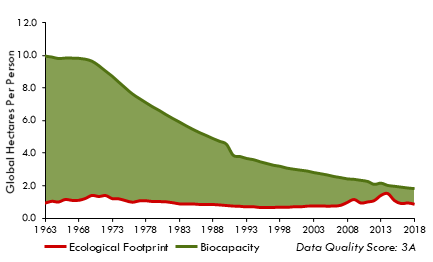 Global Hectares Per Person
12.0
10.0
8.0
6.0
4.0
2.0
0.0
1963 1968 1973 1978 1983 1988 1993 1998 2003 2008 2013 2018
Ecological Footprint Biocapacity Data Quality Score: 3A